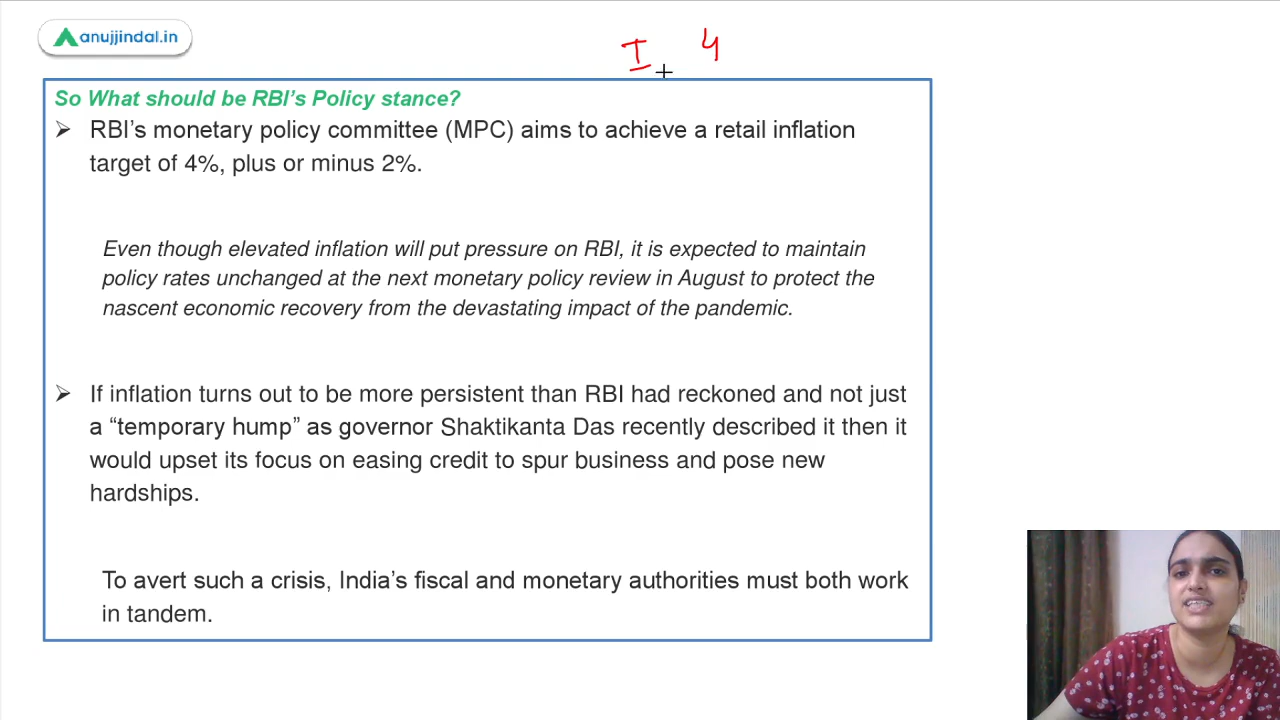 anujjindal.in
I 4
So What should be RBI’s Policy stance?
➢ RBI’s monetary policy committee (MPC) aims to achieve a retail inflation
target of 4%, plus or minus 2%.
Even though elevated inflation will put pressure on RBI, it is expected to maintain
policy rates unchanged at the next monetary policy review in August to protect the
nascent economic recovery from the devastating impact of the pandemic.
➢ If inflation turns out to be more persistent than RBI had reckoned and not just
a “temporary hump” as governor Shaktikanta Das recently described it then it
would upset its focus on easing credit to spur business and pose new
hardships.
To avert such a crisis, India’s fiscal and monetary authorities must both work
in tandem.